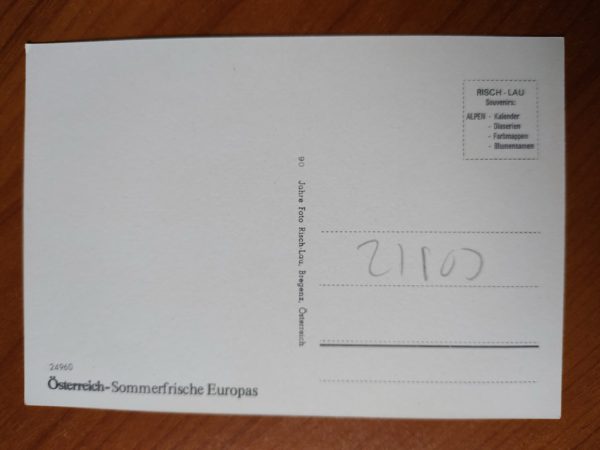 RISCH - LAU
Souvenirs:
ALPEN - Kalender
- Diaserien
- Farbmappen
- Blumensamen
90 Jahre Foto Risch-Lau, Bregenz, Österreich
24960
Österreich-Sommerfrische Europas